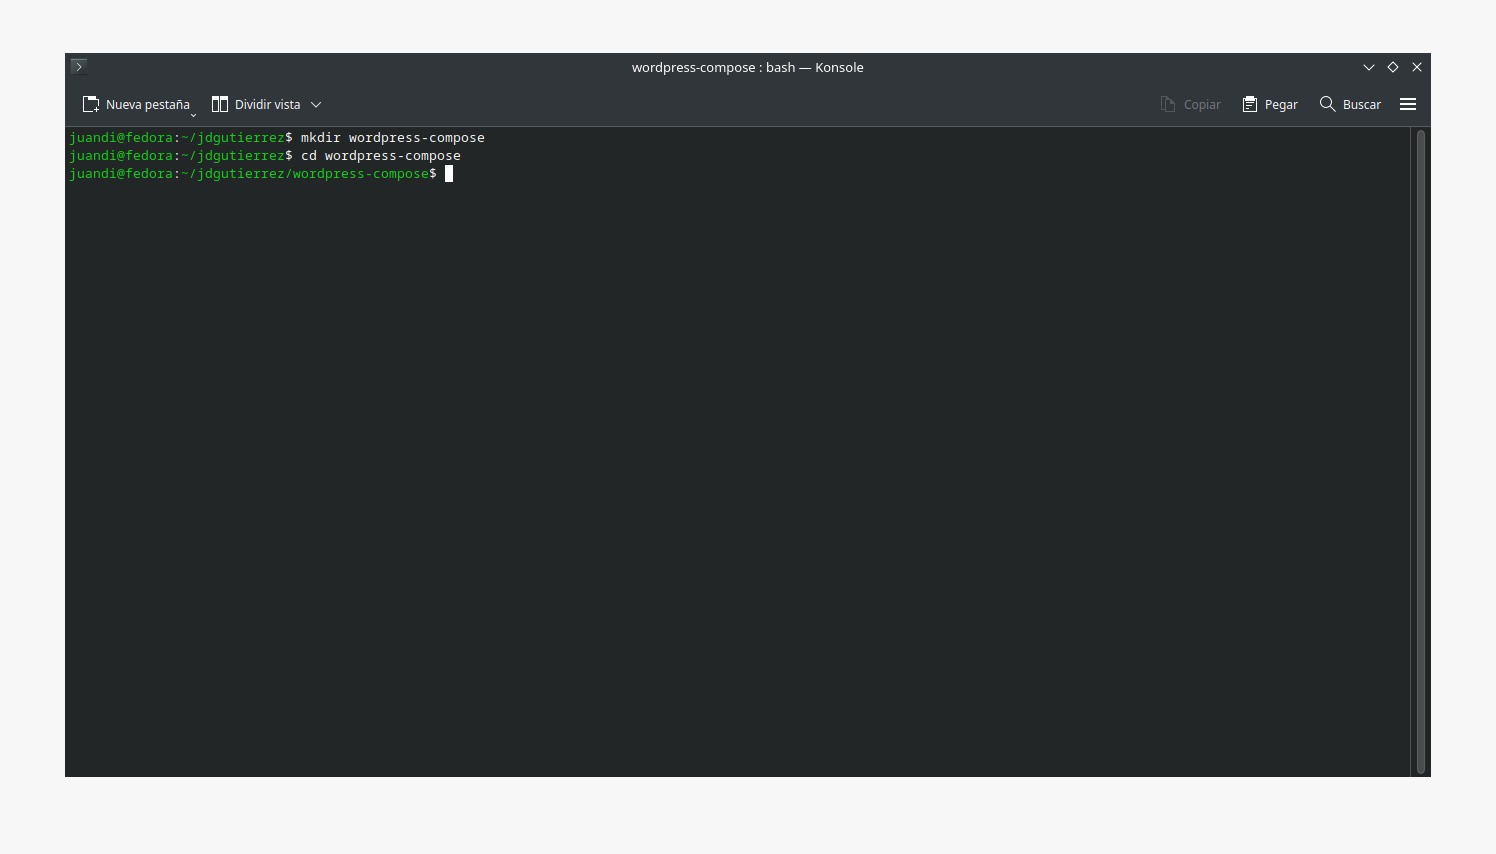 wordpress-compose : bash — Konsole
Nueva pestaña Dividir vista Copiar Pegar Buscar
juandi@fedora:~/jdgutierrez$ mkdir wordpress-compose
juandi@fedora:~/jdgutierrez$ cd wordpress-compose
juandi@fedora:~/jdgutierrez/wordpress-compose$